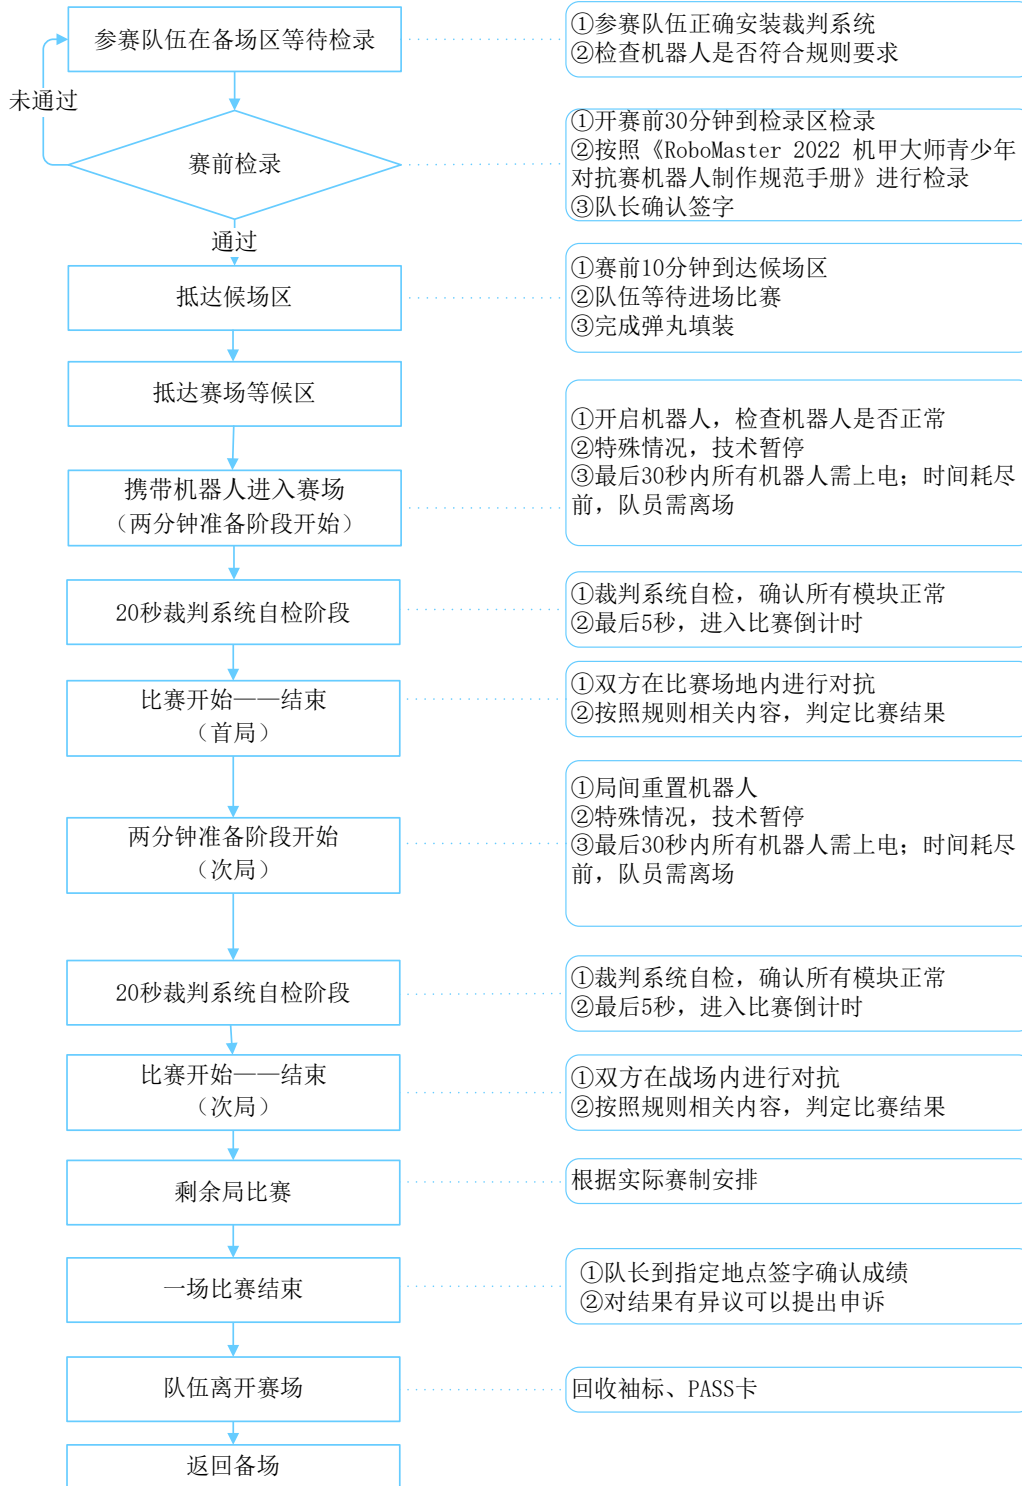 参赛队伍在备场区等待检录
①参赛队伍正确安装裁判系统
②检查机器人是否符合规则要求
未通过
赛前检录
①开赛前30分钟到检录区检录
②按照《RoboMaster 2022 机甲大师青少年
对抗赛机器人制作规范手册》进行检录
③队长确认签字
通过
抵达候场区
①赛前10分钟到达候场区
②队伍等待进场比赛
③完成弹丸填装
抵达赛场等候区
携带机器人进入赛场
（两分钟准备阶段开始）
①开启机器人，检查机器人是否正常
②特殊情况，技术暂停
③最后30秒内所有机器人需上电；时间耗尽
前，队员需离场
20秒裁判系统自检阶段
①裁判系统自检，确认所有模块正常
②最后5秒，进入比赛倒计时
比赛开始——结束
（首局）
①双方在比赛场地内进行对抗
②按照规则相关内容，判定比赛结果
两分钟准备阶段开始
（次局）
①局间重置机器人
②特殊情况，技术暂停
③最后30秒内所有机器人需上电；时间耗尽
前，队员需离场
20秒裁判系统自检阶段
①裁判系统自检，确认所有模块正常
②最后5秒，进入比赛倒计时
比赛开始——结束
（次局）
①双方在战场内进行对抗
②按照规则相关内容，判定比赛结果
剩余局比赛
根据实际赛制安排
一场比赛结束
①队长到指定地点签字确认成绩
②对结果有异议可以提出申诉
队伍离开赛场
回收袖标、PASS卡
返回备场